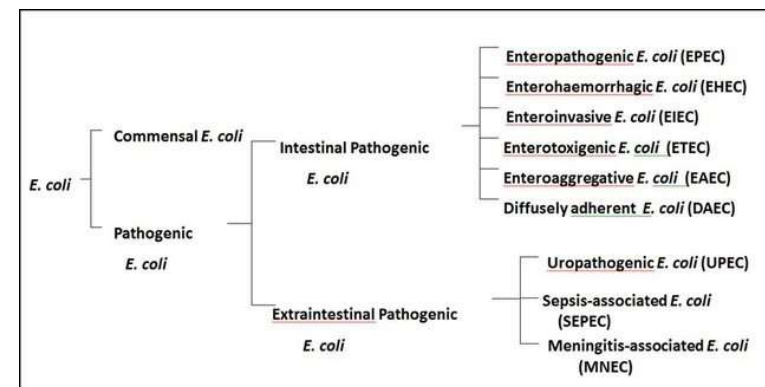 E. coli
Commensal E. coli
Pathogenic
E. coli
Intestinal Pathogenic
E. coli
Extraintestinal Pathogenic
E. coli
Enteropathogenic E. coli (EPEC)
Enterohaemorrhagic E. coli (EHEC)
Enteroinvasive E. coli (EIEC)
Enterotoxigenic E. coli (ETEC)
Enteroaggregative E. coli (EAEC)
Diffusely adherent E. coli (DAEC)
Uropathogenic E. coli (UPEC)
Sepsis-associated E. coli
(SEPEC)
Meningitis-associated E. coli
(MNEC)